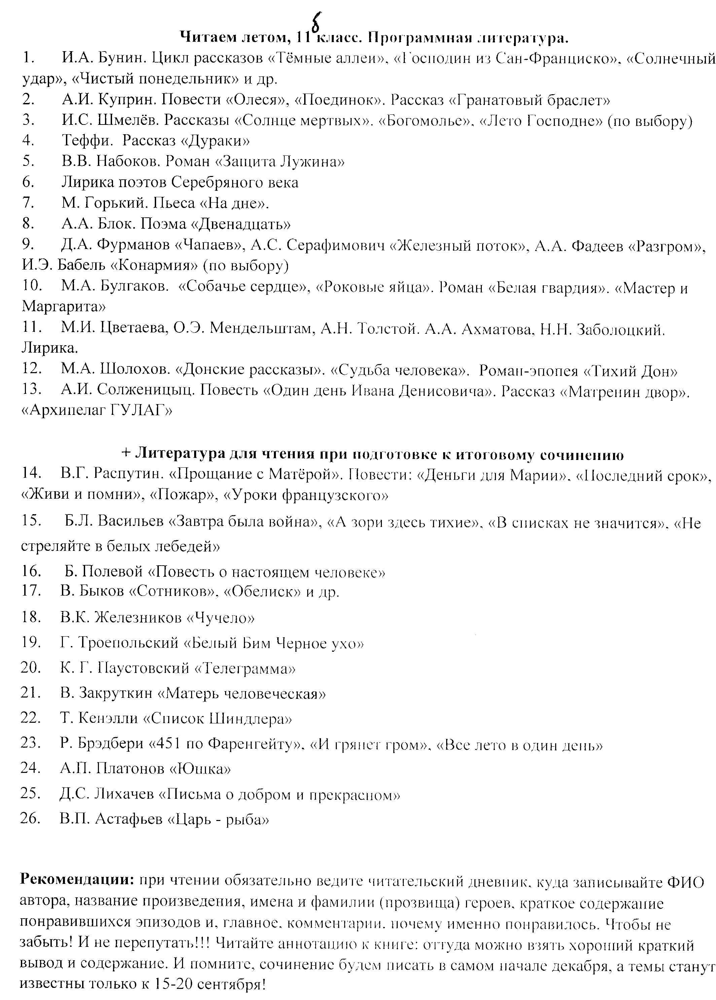 Читаем летом, 11б класс. Программная литература.
1. И.А. Бунин. Цикл рассказов «Тёмные аллеи», «Господин из Сан-Франциско», «Солнечный
удар», «Чистый понедельник» и др.
2. А.И. Куприн. Повести «Олеся», «Поединок». Рассказ «Гранатовый браслет»
3. И.С. Шмелёв. Рассказы «Солнце мертвых». «Богомолье», «Лето Господне» (по выбору)
4. Теффи. Рассказ «Дураки»
5. В.В. Набоков. Роман «Защита Лужина»
6. Лирика поэтов Серебряного века
7. М. Горький. Пьеса «На дне».
8. А.А. Блок. Поэма «Двенадцать»
9. Д.А. Фурманов «Чапаев», А.С. Серафимович «Железный поток», А.А. Фадеев «Разгром»,
И.Э. Бабель «Конармия» (по выбору)
10. М.А. Булгаков. «Собачье сердце», «Роковые яйца». Роман «Белая гвардия». «Мастер и
Маргарита»
11. М.И. Цветаева, О.Э. Мендельштам, А.Н. Толстой. А.А. Ахматова, Н.Н. Заболоцкий.
Лирика.
12. М.А. Шолохов. «Донские рассказы». «Судьба человека». Роман-эпопея «Тихий Дон»
13. А.И. Солженицыц. Повесть «Один день Ивана Денисовича». Рассказ «Матренин двор».
«Архипелаг ГУЛАГ»
+ Литература для чтения при подготовке к итоговому сочинению
14. В.Г. Распутин. «Прощание с Матёрой». Повести: «Деньги для Марии», «Последний срок»,
«Живи и помни», «Пожар», «Уроки французского»
15. Б.Л. Васильев «Завтра была война», «А зори здесь тихие», «В списках не значится», «Не
стреляйте в белых лебедей»
16. Б. Полевой «Повесть о настоящем человеке»
17. В. Быков «Сотников», «Обелиск» и др.
18. В.К. Железников «Чучело»
19. Г. Троепольский «Белый Бим Черное ухо»
20. К. Г. Паустовский «Телеграмма»
21. В. Закруткин «Матерь человеческая»
22. Т. Кенэлли «Список Шиндлера»
23. Р. Брэдбери «451 по Фаренгейту», «И грянет гром», «Все лето в один день»
24. А.П. Платонов «Юшка»
25. Д.С. Лихачев «Письма о добром и прекрасном»
26. В.П. Астафьев «Царь - рыба»
Рекомендации: при чтении обязательно ведите читательский дневник, куда записывайте ФИО
автора, название произведения, имена и фамилии (прозвища) героев, краткое содержание
понравившихся эпизодов и, главное, комментарии, почему именно понравилось. Чтобы не
забыть! И не перепутать!!! Читайте аннотацию к книге: оттуда можно взять хороший краткий
вывод и содержание. И помните, сочинение будем писать в самом начале декабря, а темы станут
известны только к 15-20 сентября!